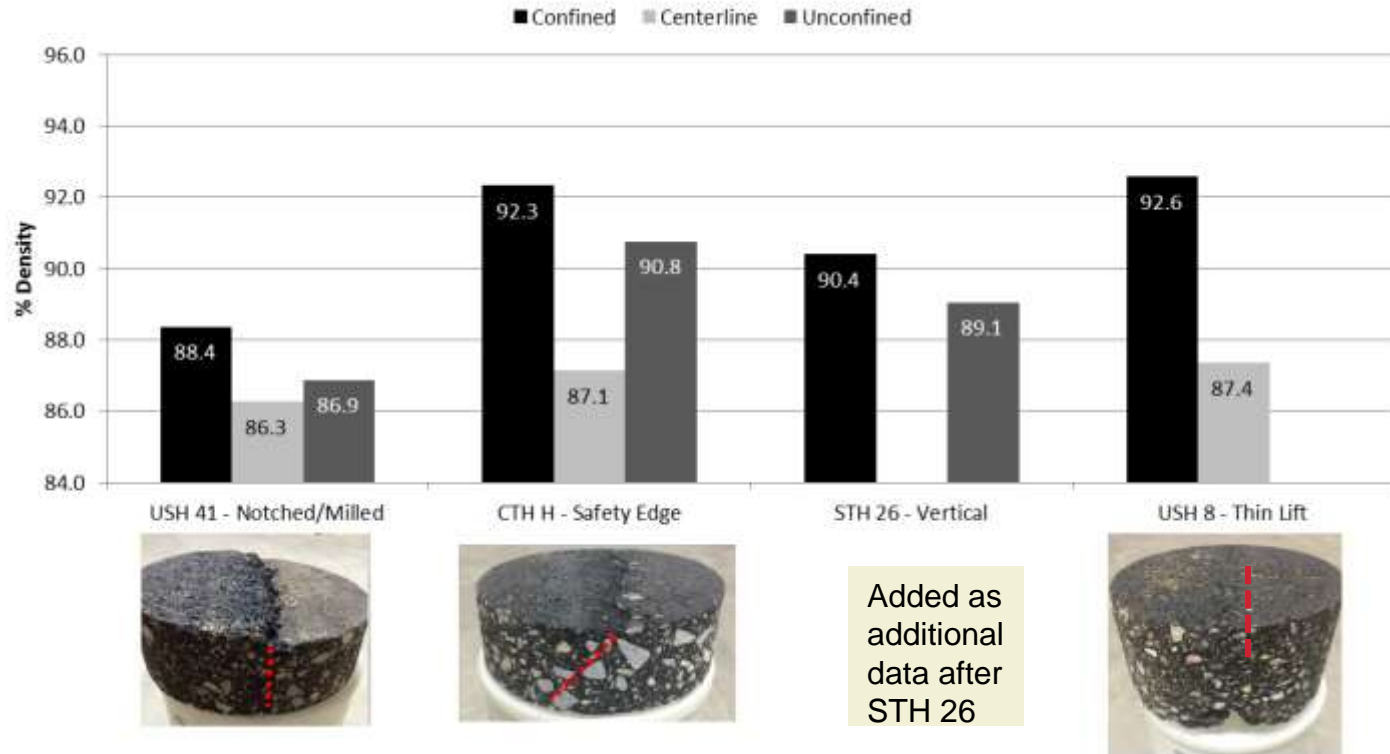 Confined Centerline Unconfined
96.0
94.0
92.0
90.0
88.0
86.0
84.0
% Density
88.4
86.3
86.9
92.3
87.1
90.8
90.4
89.1
92.6
87.4
USH 41 - Notched/Milled
CTH H - Safety Edge
STH 26 - Vertical
USH 8 - Thin Lift
Added as
additional
data after
STH 26